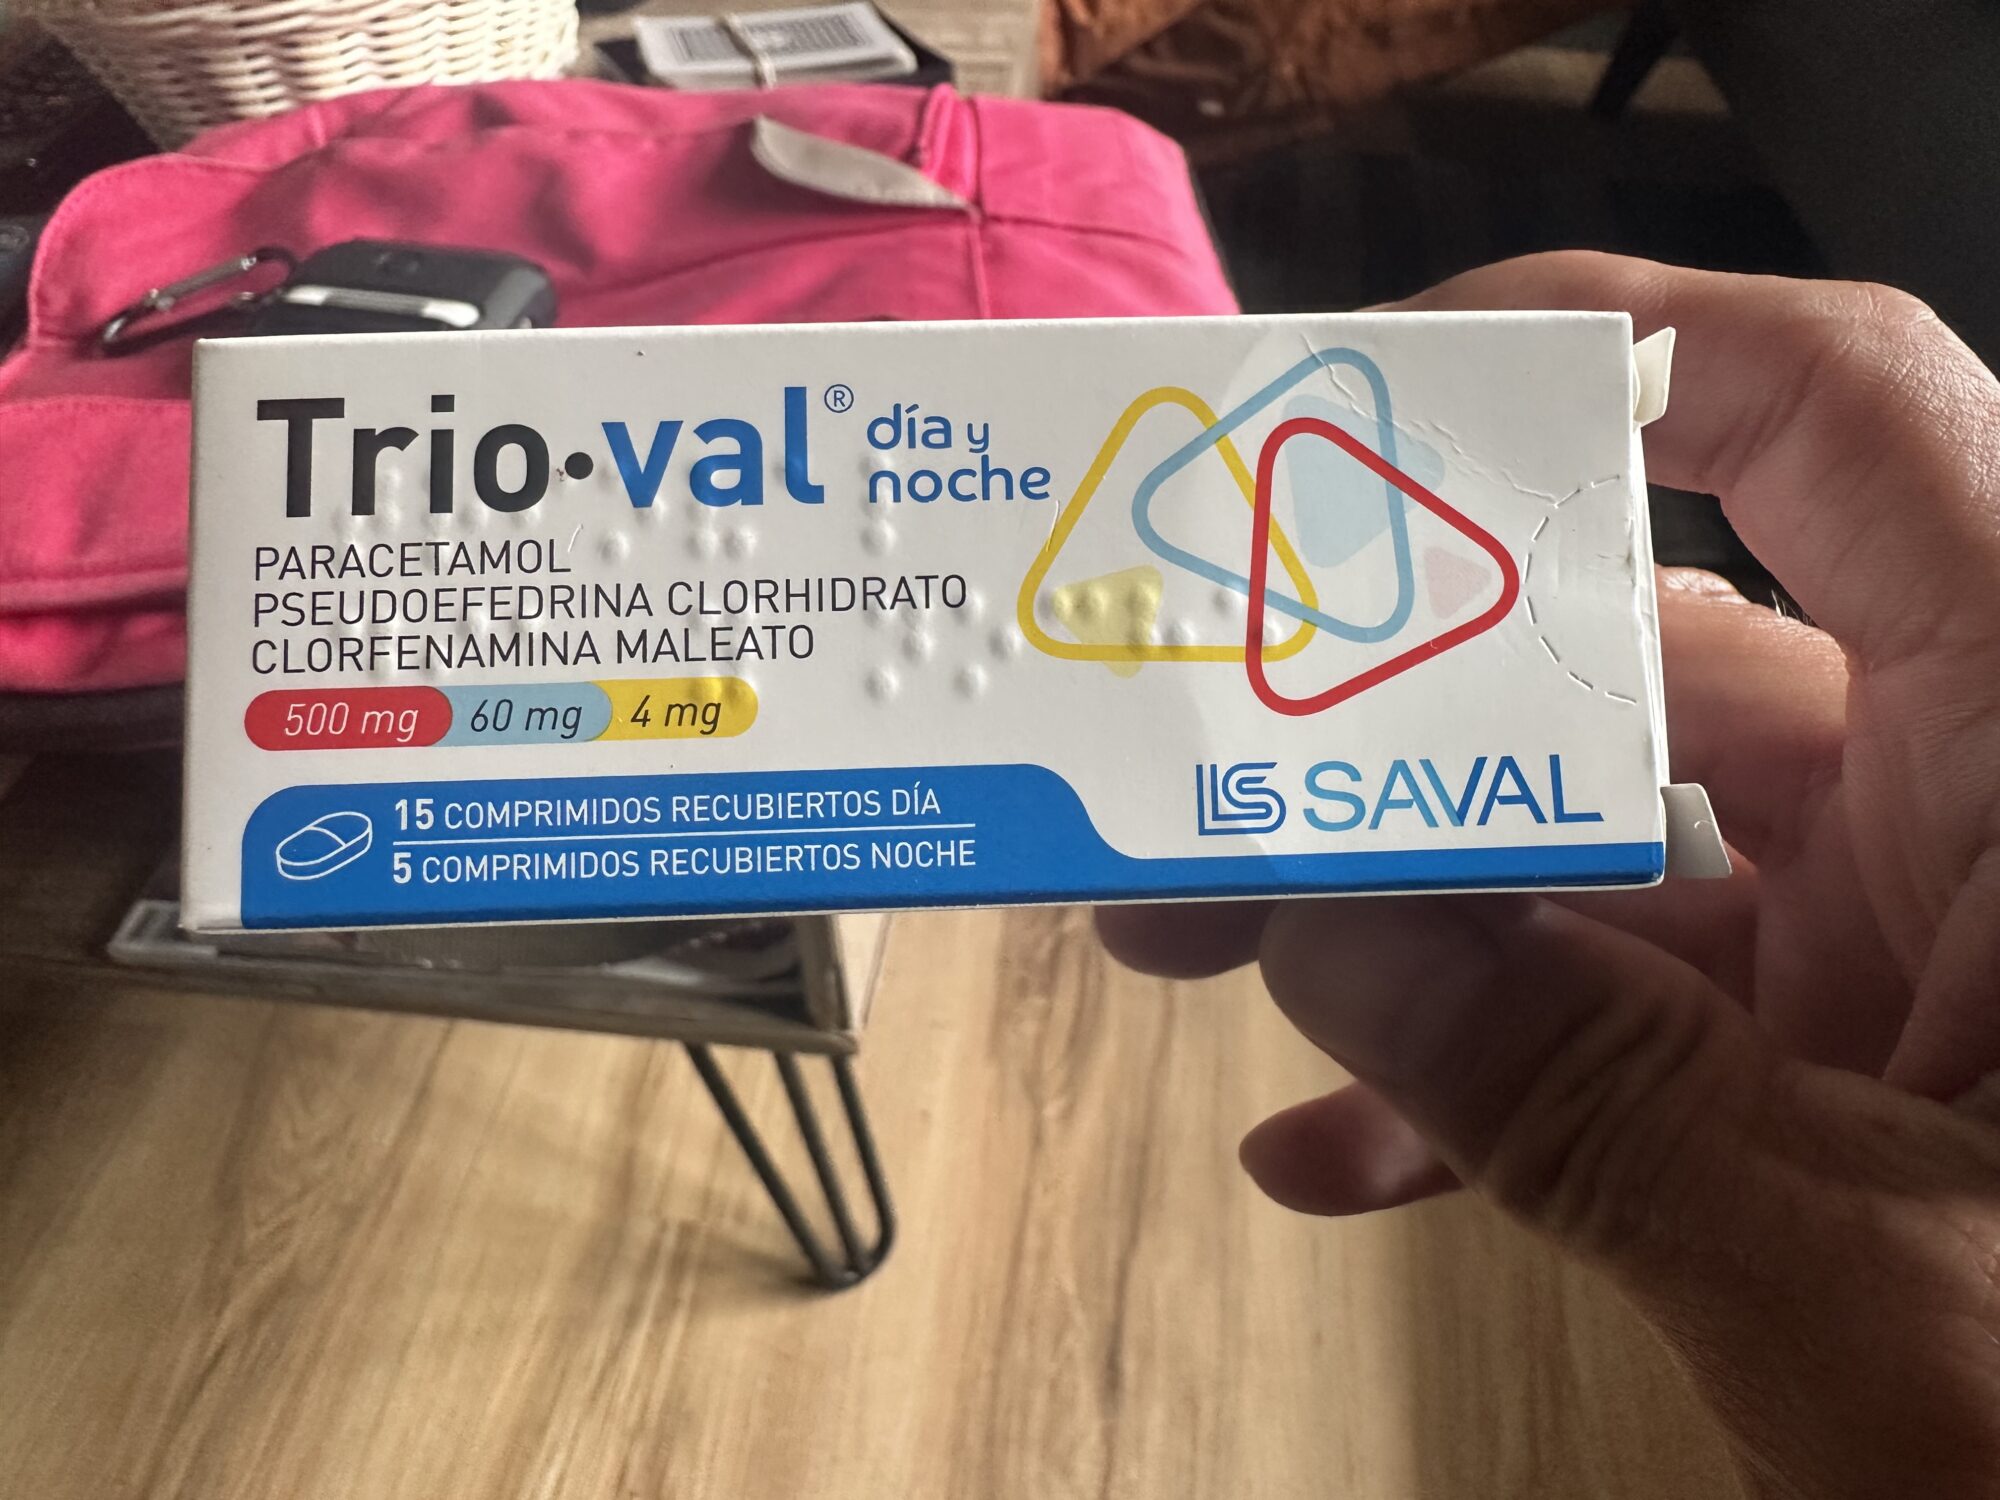 Trio·val® día y noche
PARACETAMOL
PSEUDOEFEDRINA CLORHIDRATO
CLORFENAMINA MALEATO
500 mg 60 mg 4 mg
15 COMPRIMIDOS RECUBIERTOS DÍA
5 COMPRIMIDOS RECUBIERTOS NOCHE
LS SAVAL